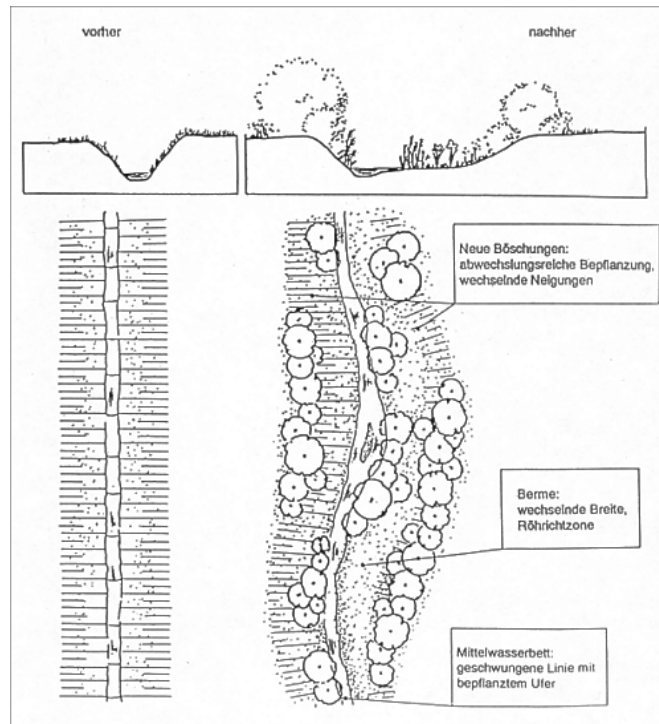 vorher
nachher
Neue Böschungen:
abwechslungsreiche Bepflanzung,
wechselnde Neigungen
Berme:
wechselnde Breite,
Röhrichtzone
Mittelwasserbett:
geschwungene Linie mit
bepflanztem Ufer